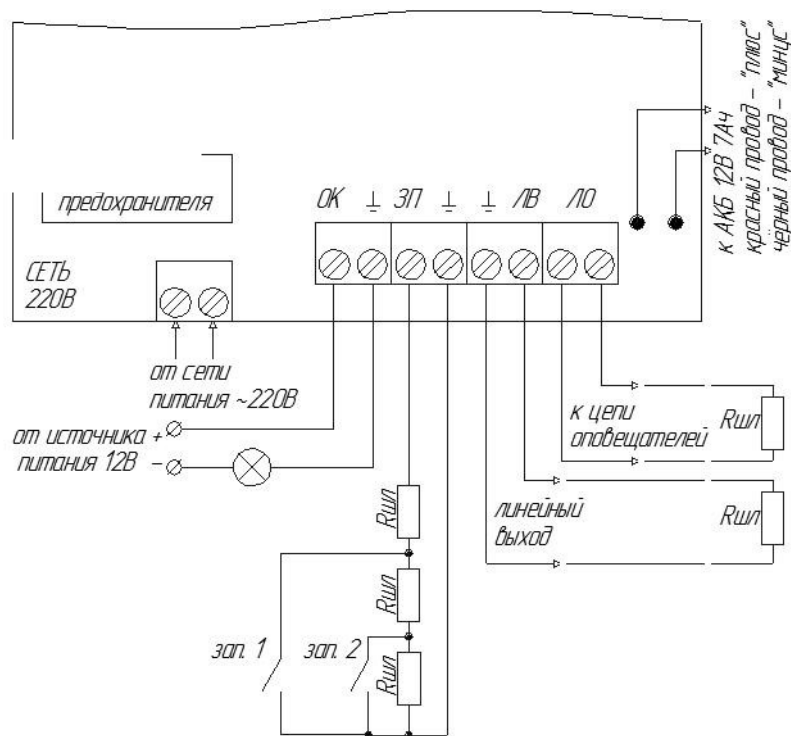 предохранителя
ОК ⏊ ЗП ⏊ ⏊ ЛВ ЛО
к АКБ 12В 7Ач
красный провод – "плюс"
чёрный провод – "минус"
СЕТЬ
220В
от сети
питания ~220В
от источника +
питания 12В –
к цепи
оповещателей
Rшл
линейный
выход
Rшл
Rшл
Rшл
Rшл
зап. 1
зап. 2